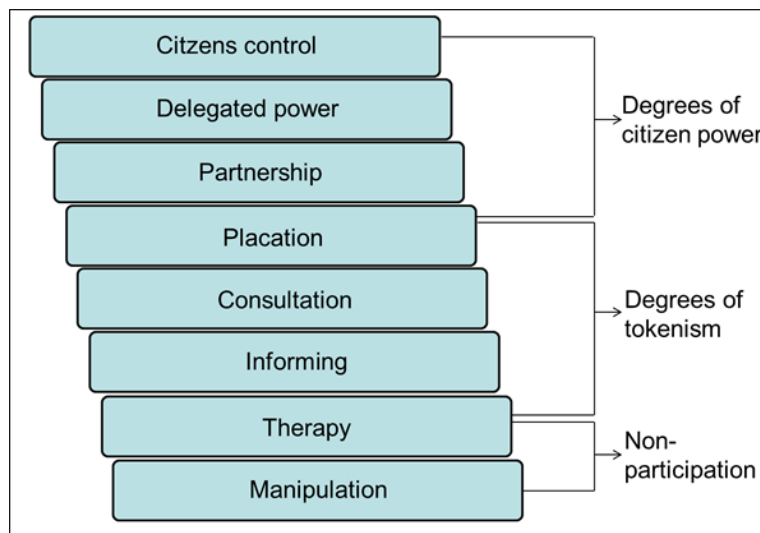 Citzens control
Delegated power
Partnership
Placation
Consultation
Informing
Therapy
Manipulation
Degrees of
citizen power
Degrees of
tokenism
Non-
participation